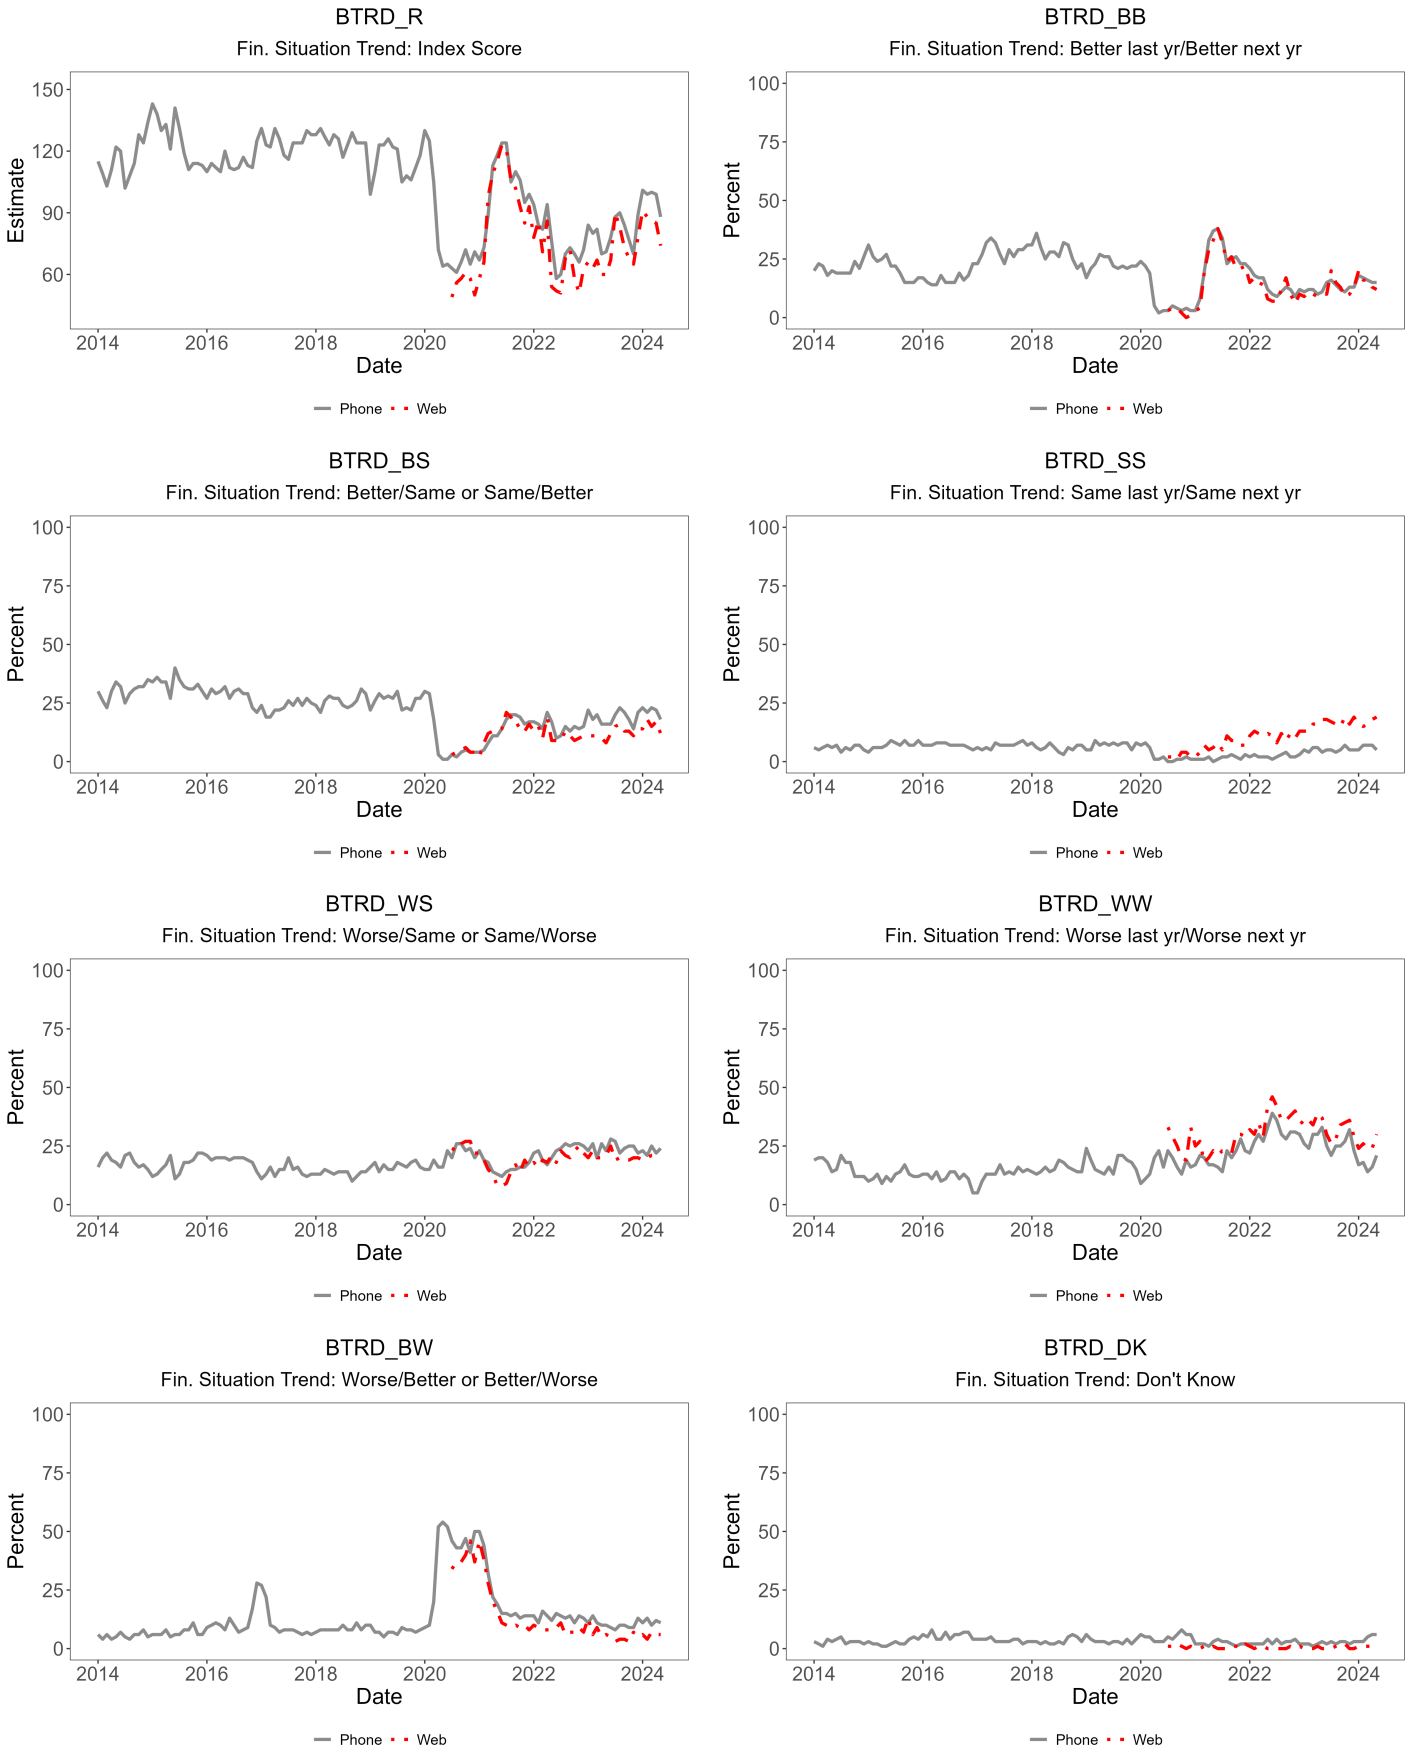 BTRD_R
Fin. Situation Trend: Index Score
Estimate
150
120
90
60
2014 2016 2018 2020 2022 2024
Date
Phone Web
BTRD_BB
Fin. Situation Trend: Better last yr/Better next yr
Percent
100
75
50
25
0
2014 2016 2018 2020 2022 2024
Date
Phone Web
BTRD_BS
Fin. Situation Trend: Better/Same or Same/Better
Percent
100
75
50
25
0
2014 2016 2018 2020 2022 2024
Date
Phone Web
BTRD_SS
Fin. Situation Trend: Same last yr/Same next yr
Percent
100
75
50
25
0
2014 2016 2018 2020 2022 2024
Date
Phone Web
BTRD_WS
Fin. Situation Trend: Worse/Same or Same/Worse
Percent
100
75
50
25
0
2014 2016 2018 2020 2022 2024
Date
Phone Web
BTRD_WW
Fin. Situation Trend: Worse last yr/Worse next yr
Percent
100
75
50
25
0
2014 2016 2018 2020 2022 2024
Date
Phone Web
BTRD_BW
Fin. Situation Trend: Worse/Better or Better/Worse
Percent
100
75
50
25
0
2014 2016 2018 2020 2022 2024
Date
Phone Web
BTRD_DK
Fin. Situation Trend: Don't Know
Percent
100
75
50
25
0
2014 2016 2018 2020 2022 2024
Date
Phone Web